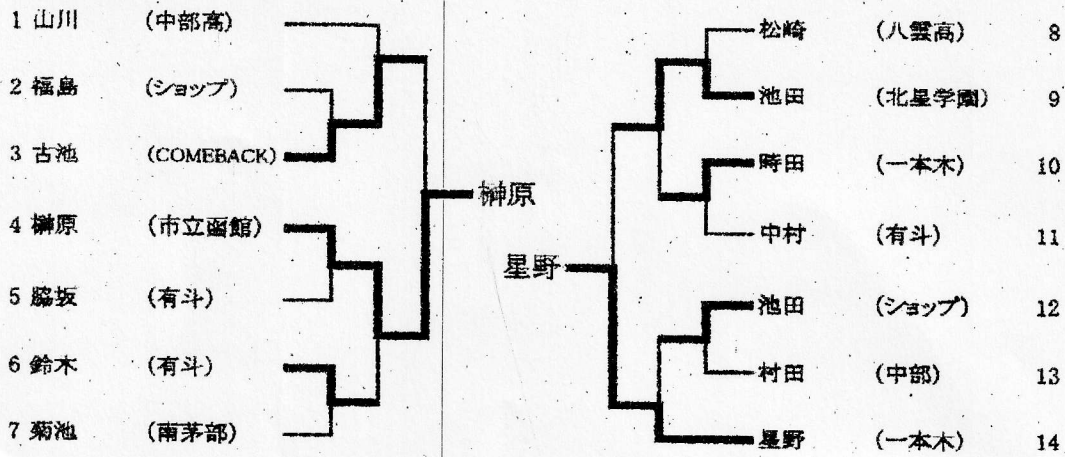 1 山川 (中部高)
2 福島 (ショップ)
3 古池 (COMEBACK)
4 榊原 (市立函館)
5 脇坂 (有斗)
6 鈴木 (有斗)
7 菊池 (南茅部)
榊原
星野
松崎 (八雲高) 8
池田 (北星学園) 9
時田 (一本木) 10
中村 (有斗) 11
池田 (ショップ) 12
村田 (中部) 13
星野 (一本木) 14